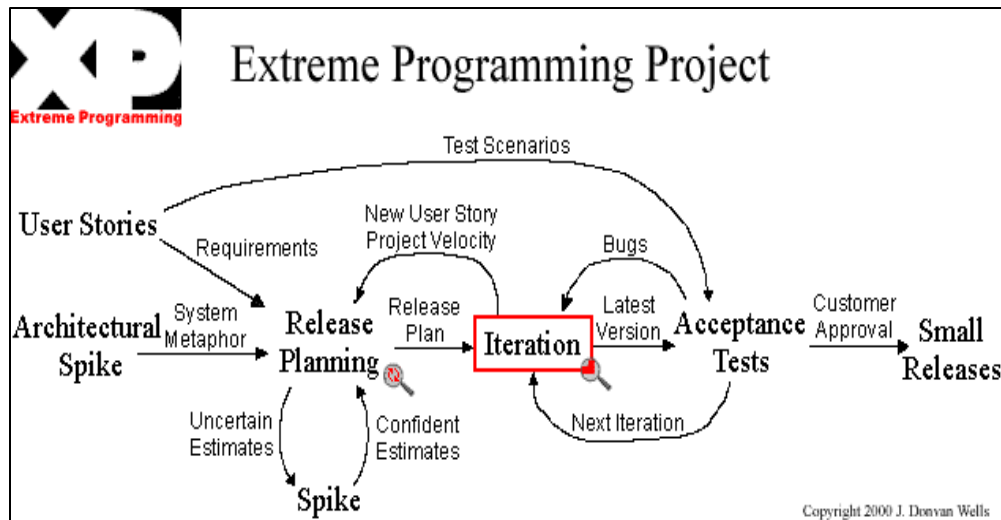 XP
Extreme Programming
Extreme Programming Project
Test Scenarios
User Stories
New User Story
Project Velocity
Bugs
Requirements
Architectural
Spike
System
Metaphor
Release
Planning
Release
Plan
Iteration
Latest
Version
Acceptance
Tests
Customer
Approval
Small
Releases
Uncertain
Estimates
Confident
Estimates
Next Iteration
Spike
Copyright 2000 J. Donvan Wells